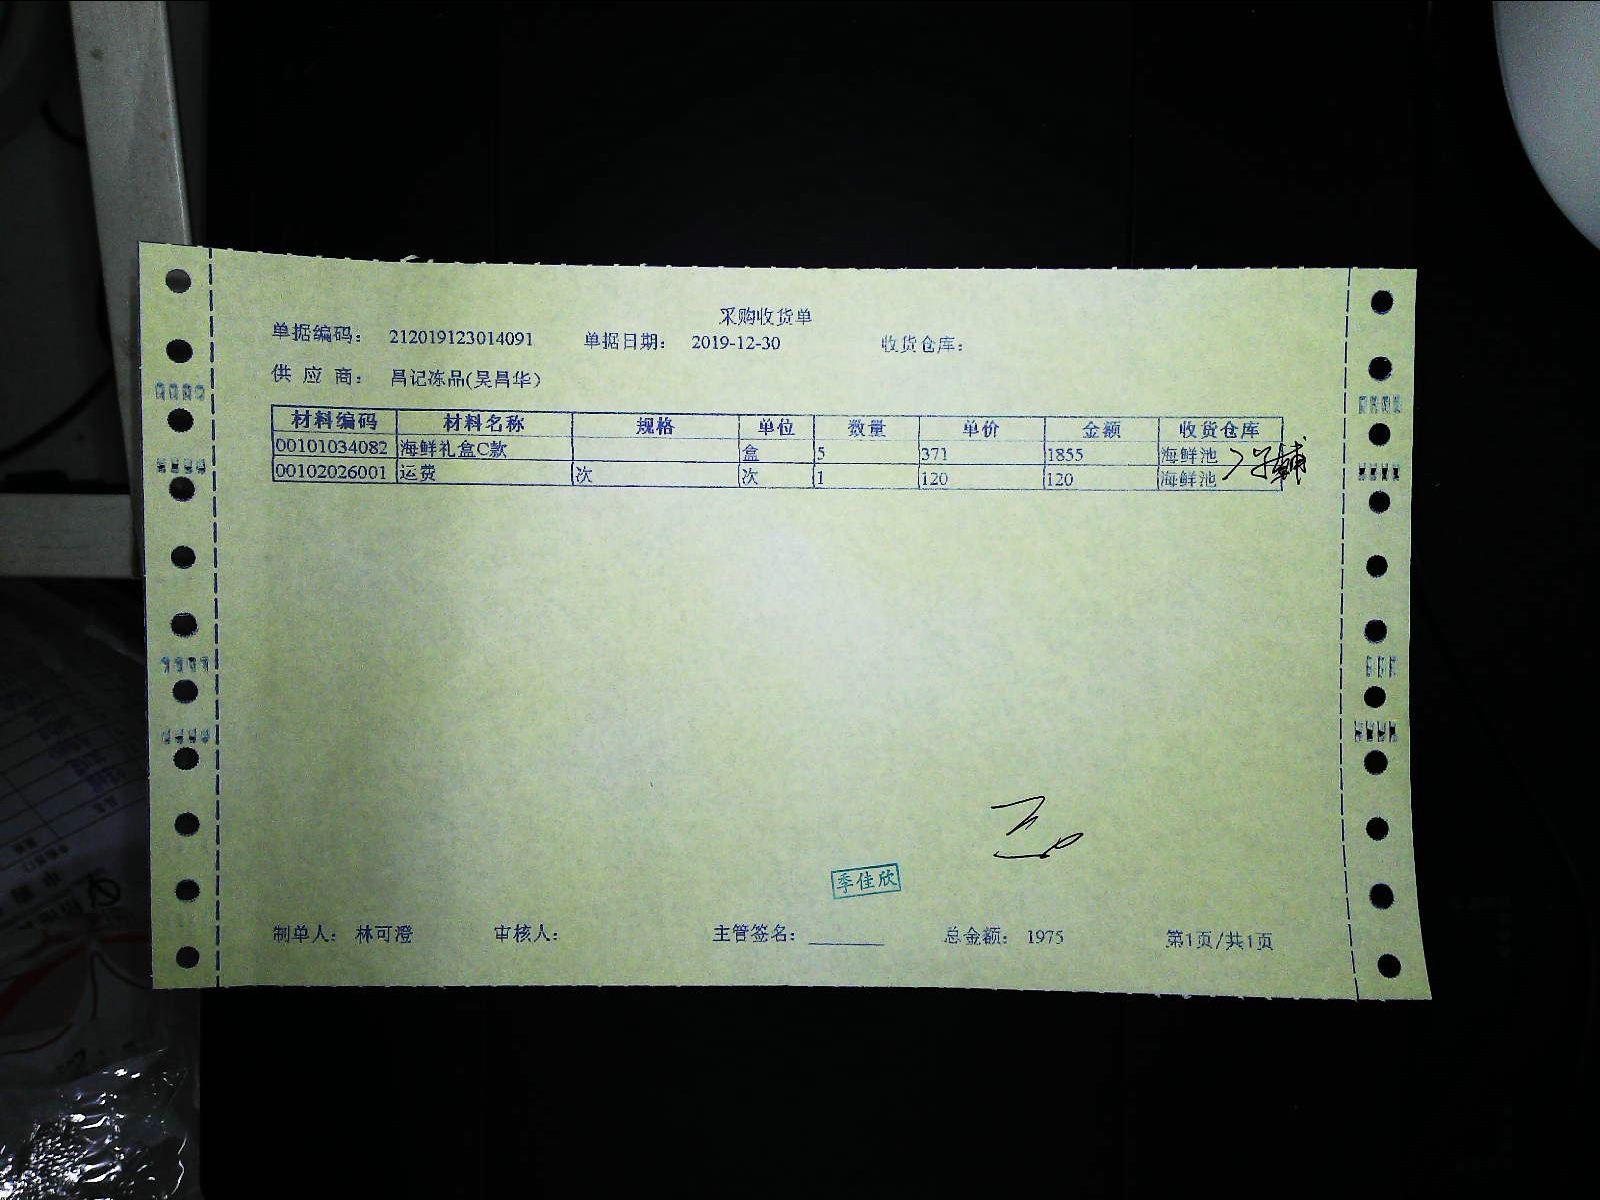 采购收货单
单据编码： 212019123014091 单据日期： 2019-12-30 收货仓库：
供应商： 昌记冻品(吴昌华）
材料编码 材料名称 规格 单位 数量 单价 金额 收货仓库
00101034082 海鲜礼盒C款 盒 5 371 1855 海鲜池
00102026001 运费 次 次 1 120 120 海鲜池
季佳欣
制单人： 林可澄 审核人： 主管签名： 总金额： 1975 第1页/共1页